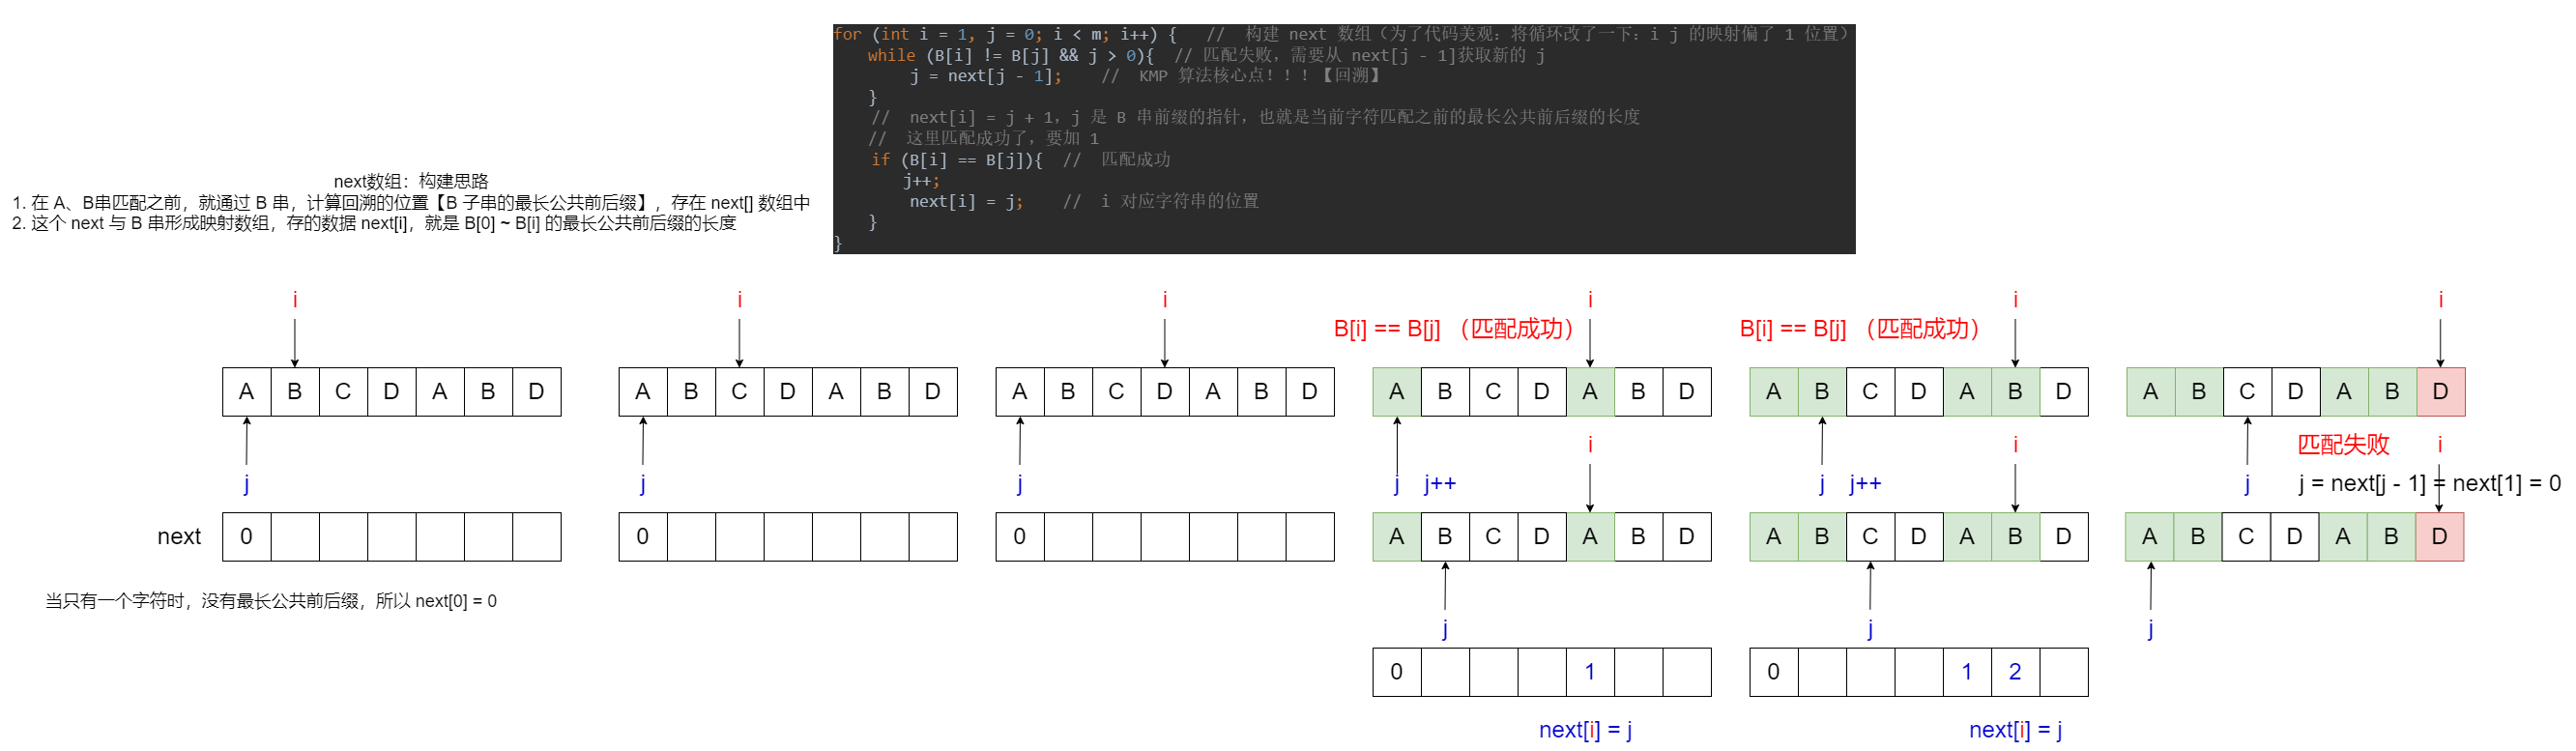 for (int i = 1, j = 0; i < m; i++) {   //  构建 next 数组（为了代码美观：将循环改了一下：i j 的映射偏了 1 位置）
while (B[i] != B[j] && j > 0){  // 匹配失败，需要从 next[j - 1]获取新的 j
j = next[j - 1];    //  KMP 算法核心点！！！【回溯】
}
//  next[i] = j + 1，j 是 B 串前缀的指针，也就是当前字符匹配之前的最长公共前后缀的长度
//  这里匹配成功了，要加 1
if (B[i] == B[j]){  //  匹配成功
j++;
next[i] = j;    //  i 对应字符串的位置
}
}
next数组：构建思路
1. 在 A、B串匹配之前，就通过 B 串，计算回溯的位置【B 子串的最长公共前后缀】，存在 next[] 数组中
2. 这个 next 与 B 串形成映射数组，存的数据 next[i]，就是 B[0] ~ B[i] 的最长公共前后缀的长度
i
A B C D A B D
j
next 0
当只有一个字符时，没有最长公共前后缀，所以 next[0] = 0
i
A B C D A B D
j
0
i
A B C D A B D
j
0
i
B[i] == B[j] （匹配成功）
A B C D A B D
i
j j++
A B C D A B D
j
0 1
next[i] = j
i
B[i] == B[j] （匹配成功）
A B C D A B D
i
j j++
A B C D A B D
j
0 1 2
next[i] = j
i
A B C D A B D
匹配失败 i
j j = next[j - 1] = next[1] = 0
A B C D A B D
j